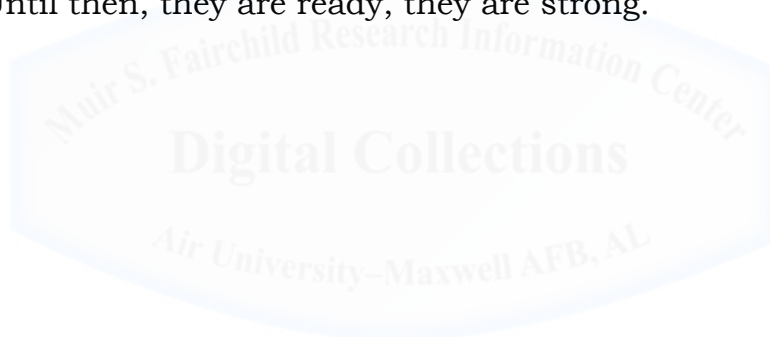 Until then, they are ready, they are strong.
Muir S. Fairchild Research Information Center
Digital Collections
Air University–Maxwell AFB, AL